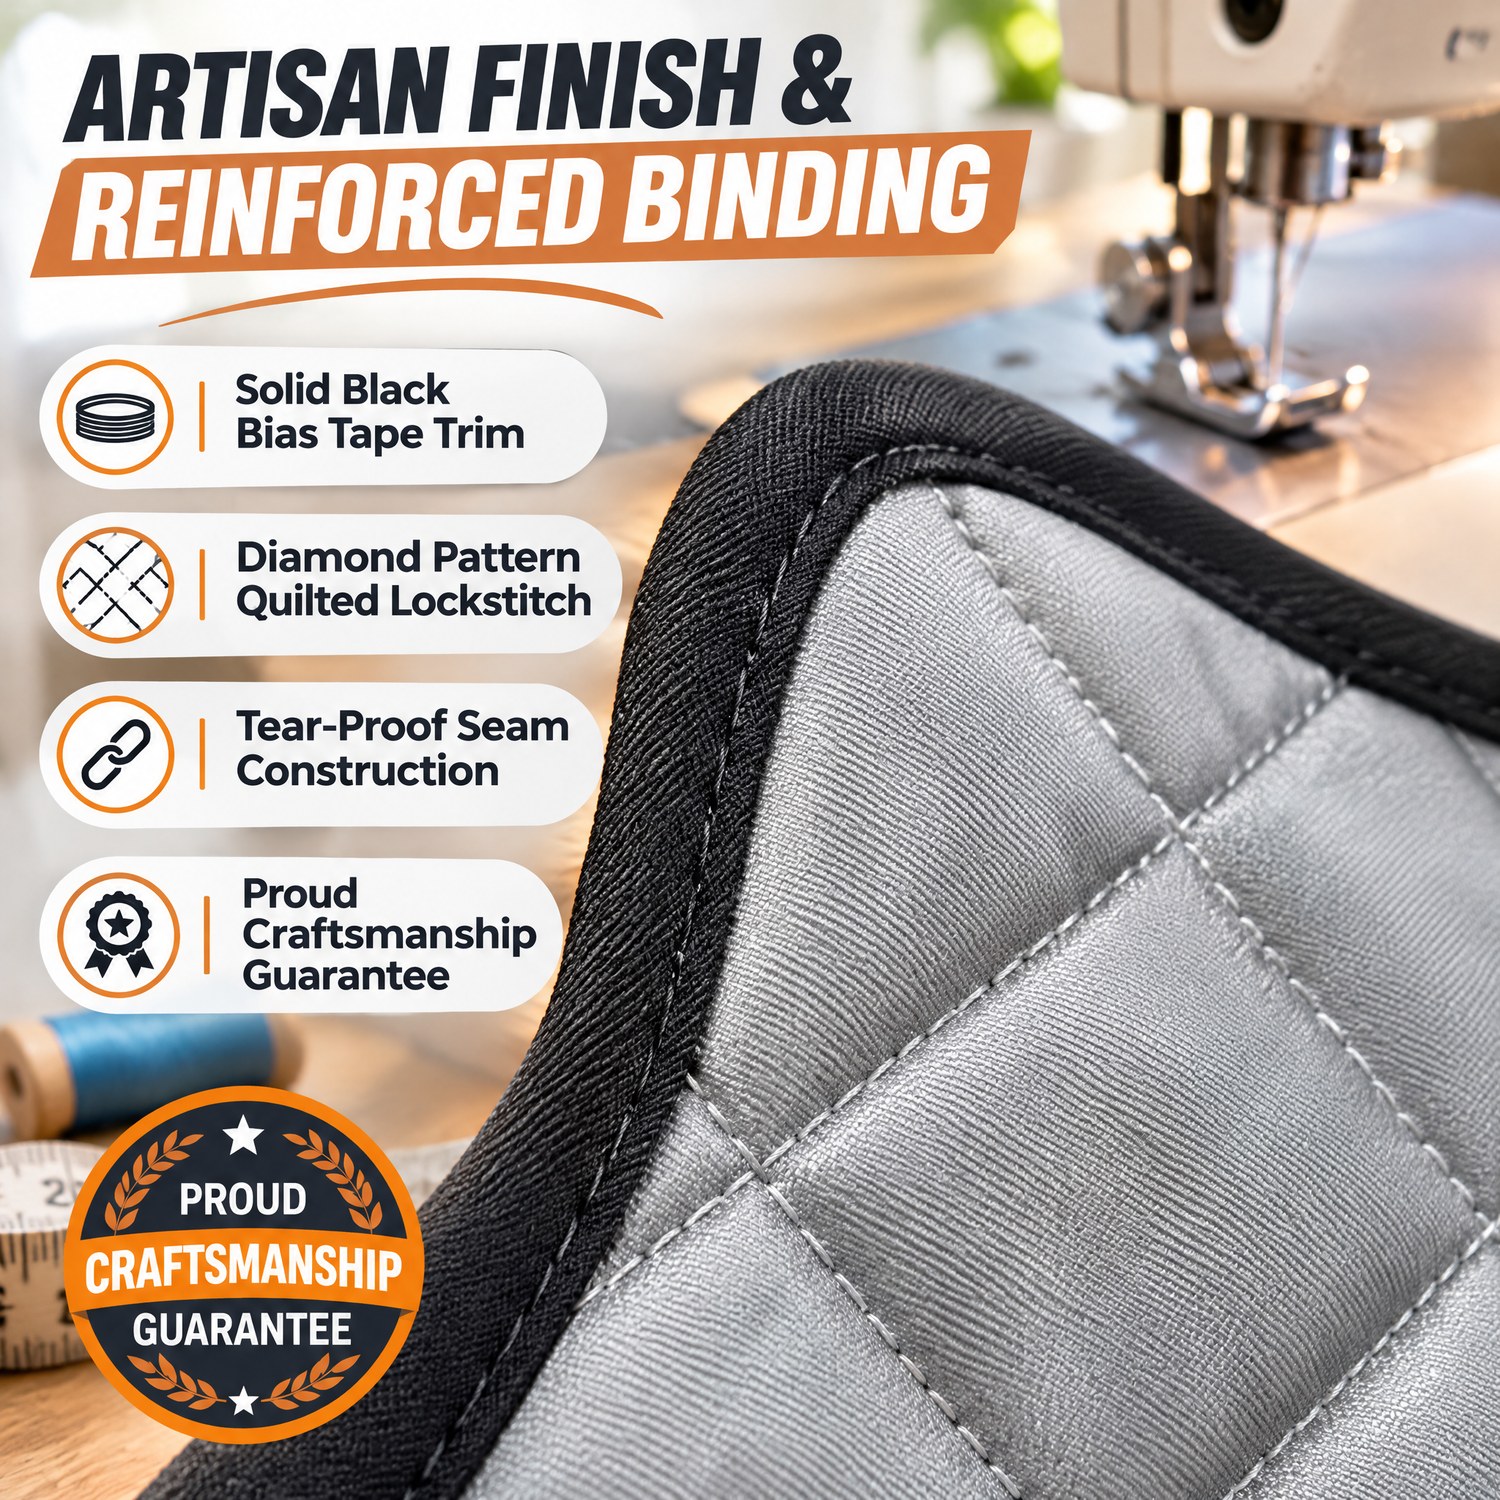 ARTISAN FINISH &
REINFORCED BINDING
Solid Black
Bias Tape Trim
Diamond Pattern
Quilted Lockstitch
Tear-Proof Seam
Construction
Proud
Craftsmanship
Guarantee
PROUD
CRAFTSMANSHIP
GUARANTEE
2